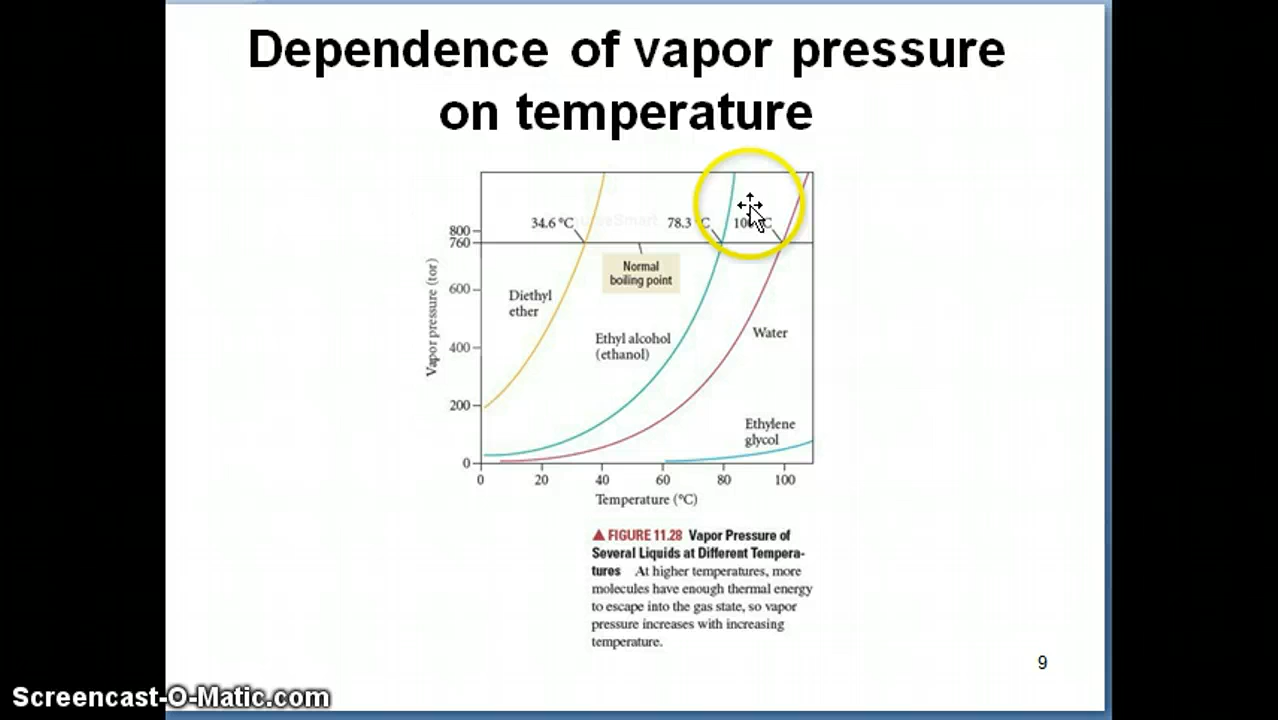 Dependence of vapor pressure
on temperature
34.6 °C
78.3 °C
800
760
Normal
boiling point
Vapor pressure (tor)
600
Diethyl
ether
Ethyl alcohol
(ethanol)
Water
400
200
Ethylene
glycol
0
0 20 40 60 80 100
Temperature (°C)
▲ FIGURE 11.28 Vapor Pressure of
Several Liquids at Different Tempera-
tures At higher temperatures, more
molecules have enough thermal energy
to escape into the gas state, so vapor
pressure increases with increasing
temperature.
9
Screencast-O-Matic.com